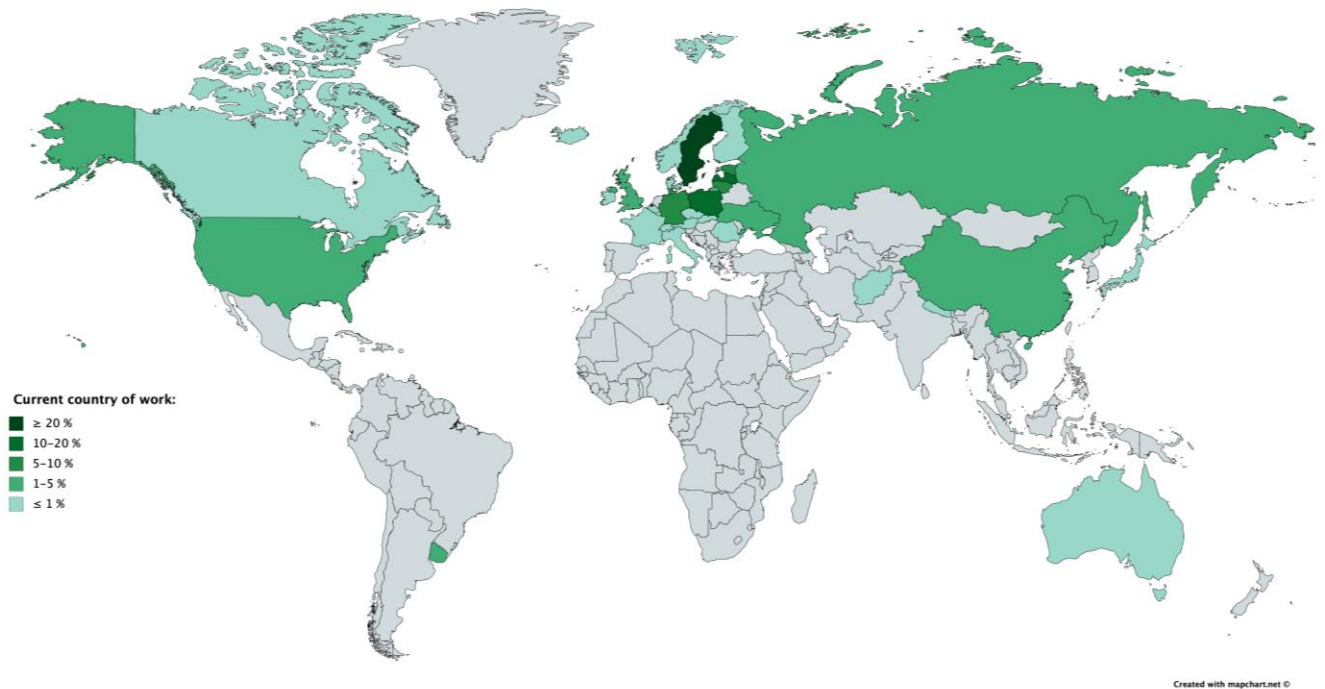 Current country of work:
≥ 20 %
10–20 %
5–10 %
1–5 %
≤ 1 %
Created with mapchart.net ©